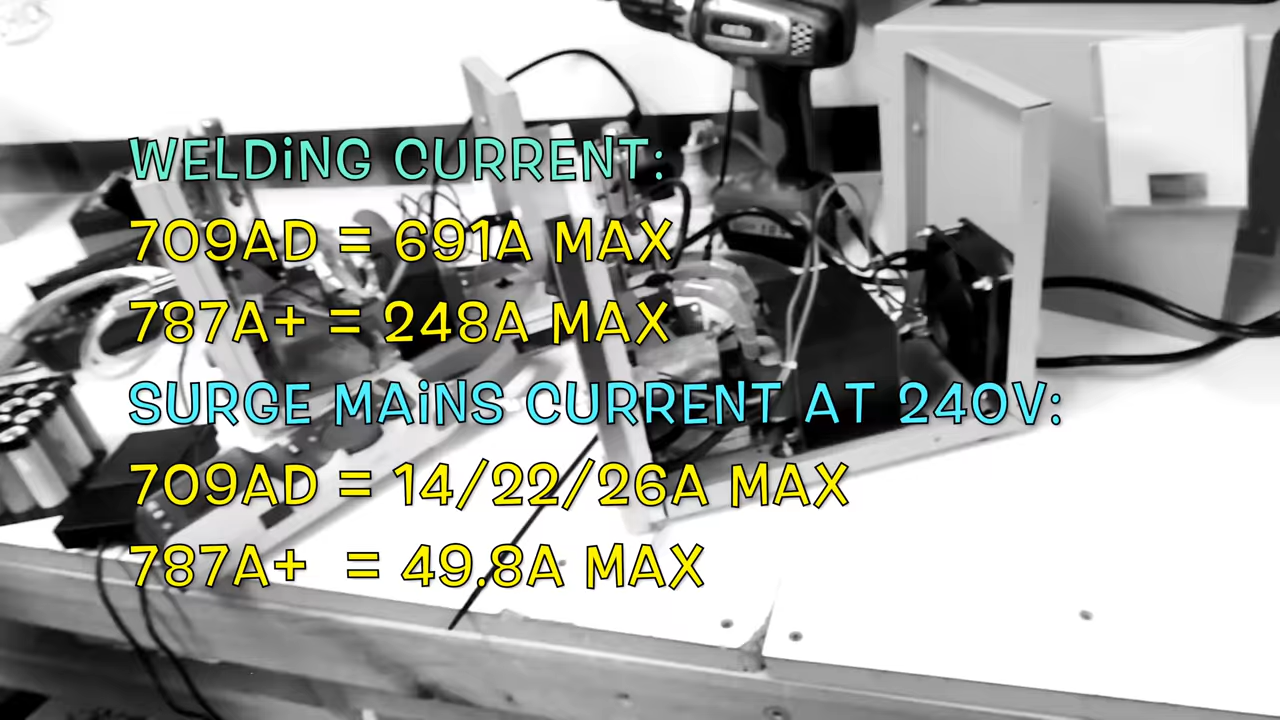 WELDiNG CURRENT:
709AD = 691A MAX
787A+ = 248A MAX
SURGE MAiNS CURRENT AT 240V:
709AD = 14/22/26A MAX
787A+ = 49.8A MAX